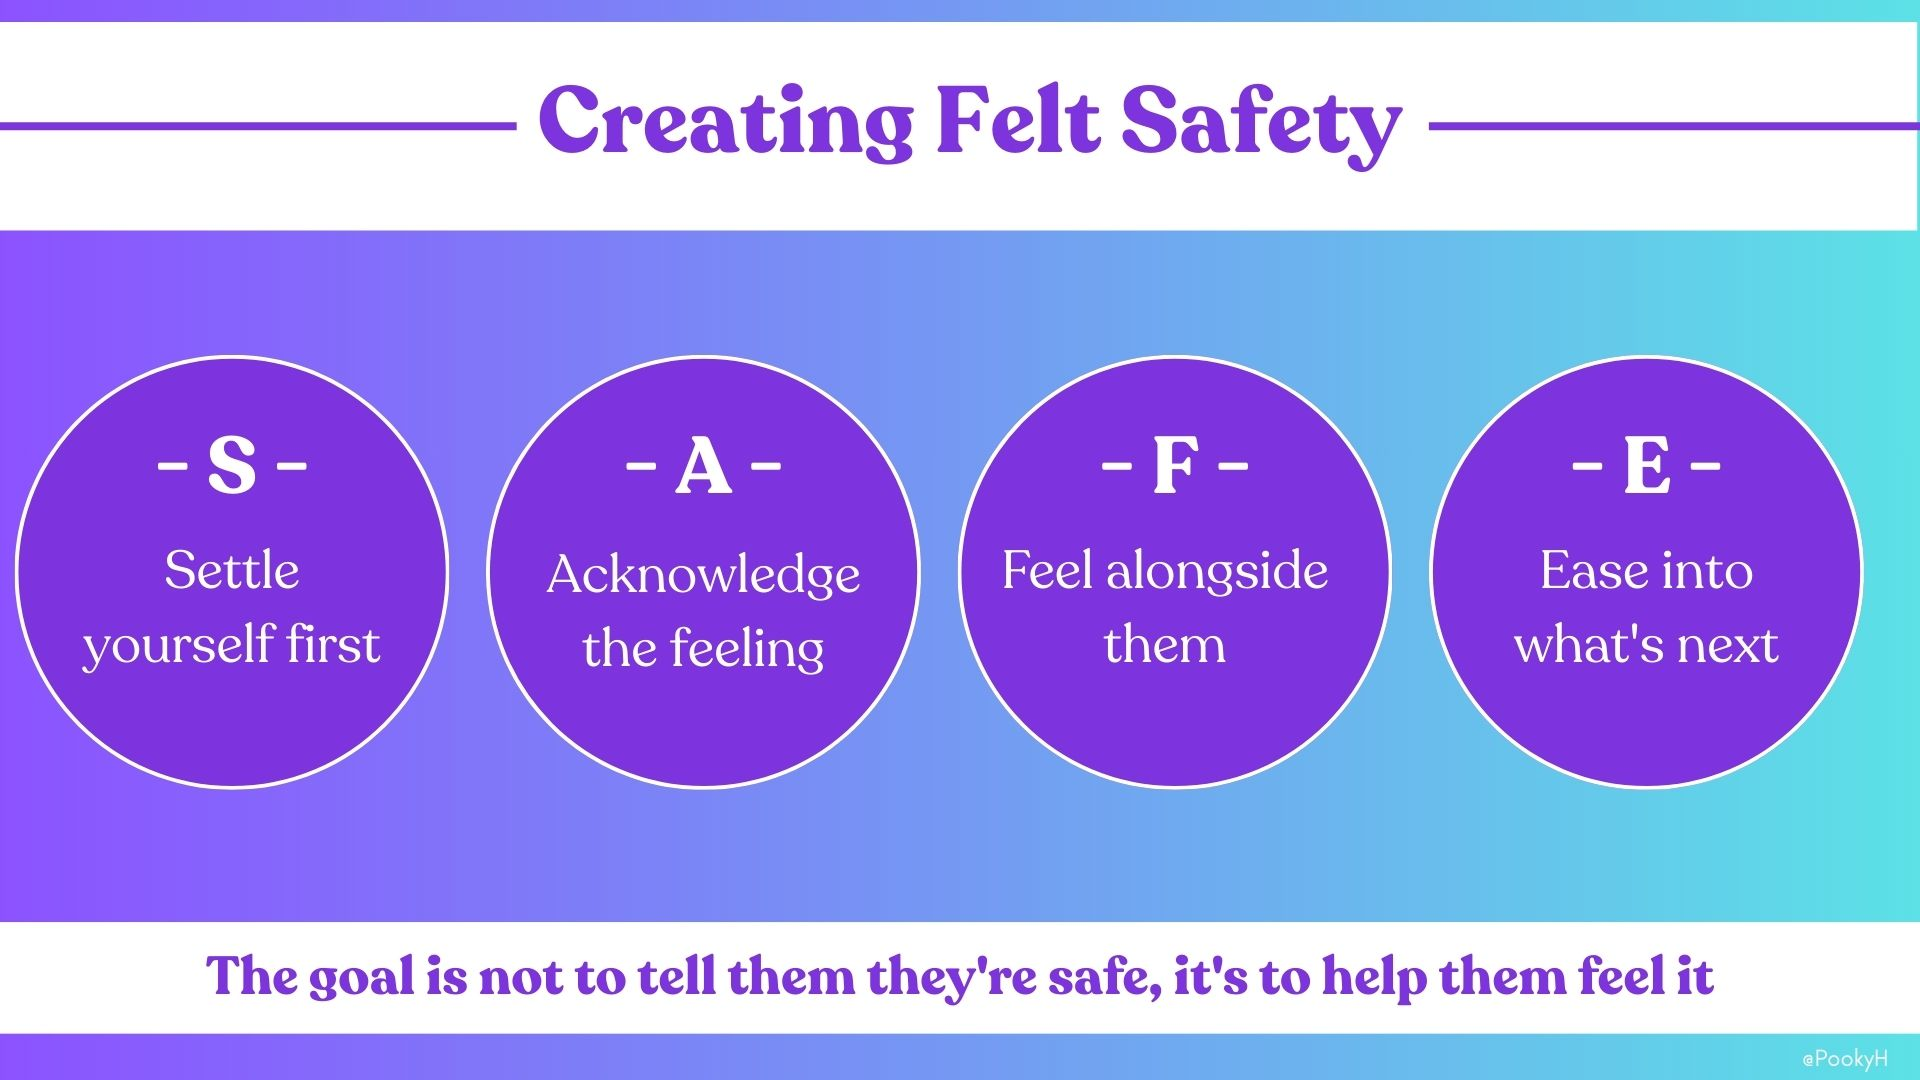 Creating Felt Safety
- S -
Settle
yourself first
- A -
Acknowledge
the feeling
- F -
Feel alongside
them
- E -
Ease into
what's next
The goal is not to tell them they're safe, it's to help them feel it
@PookyH